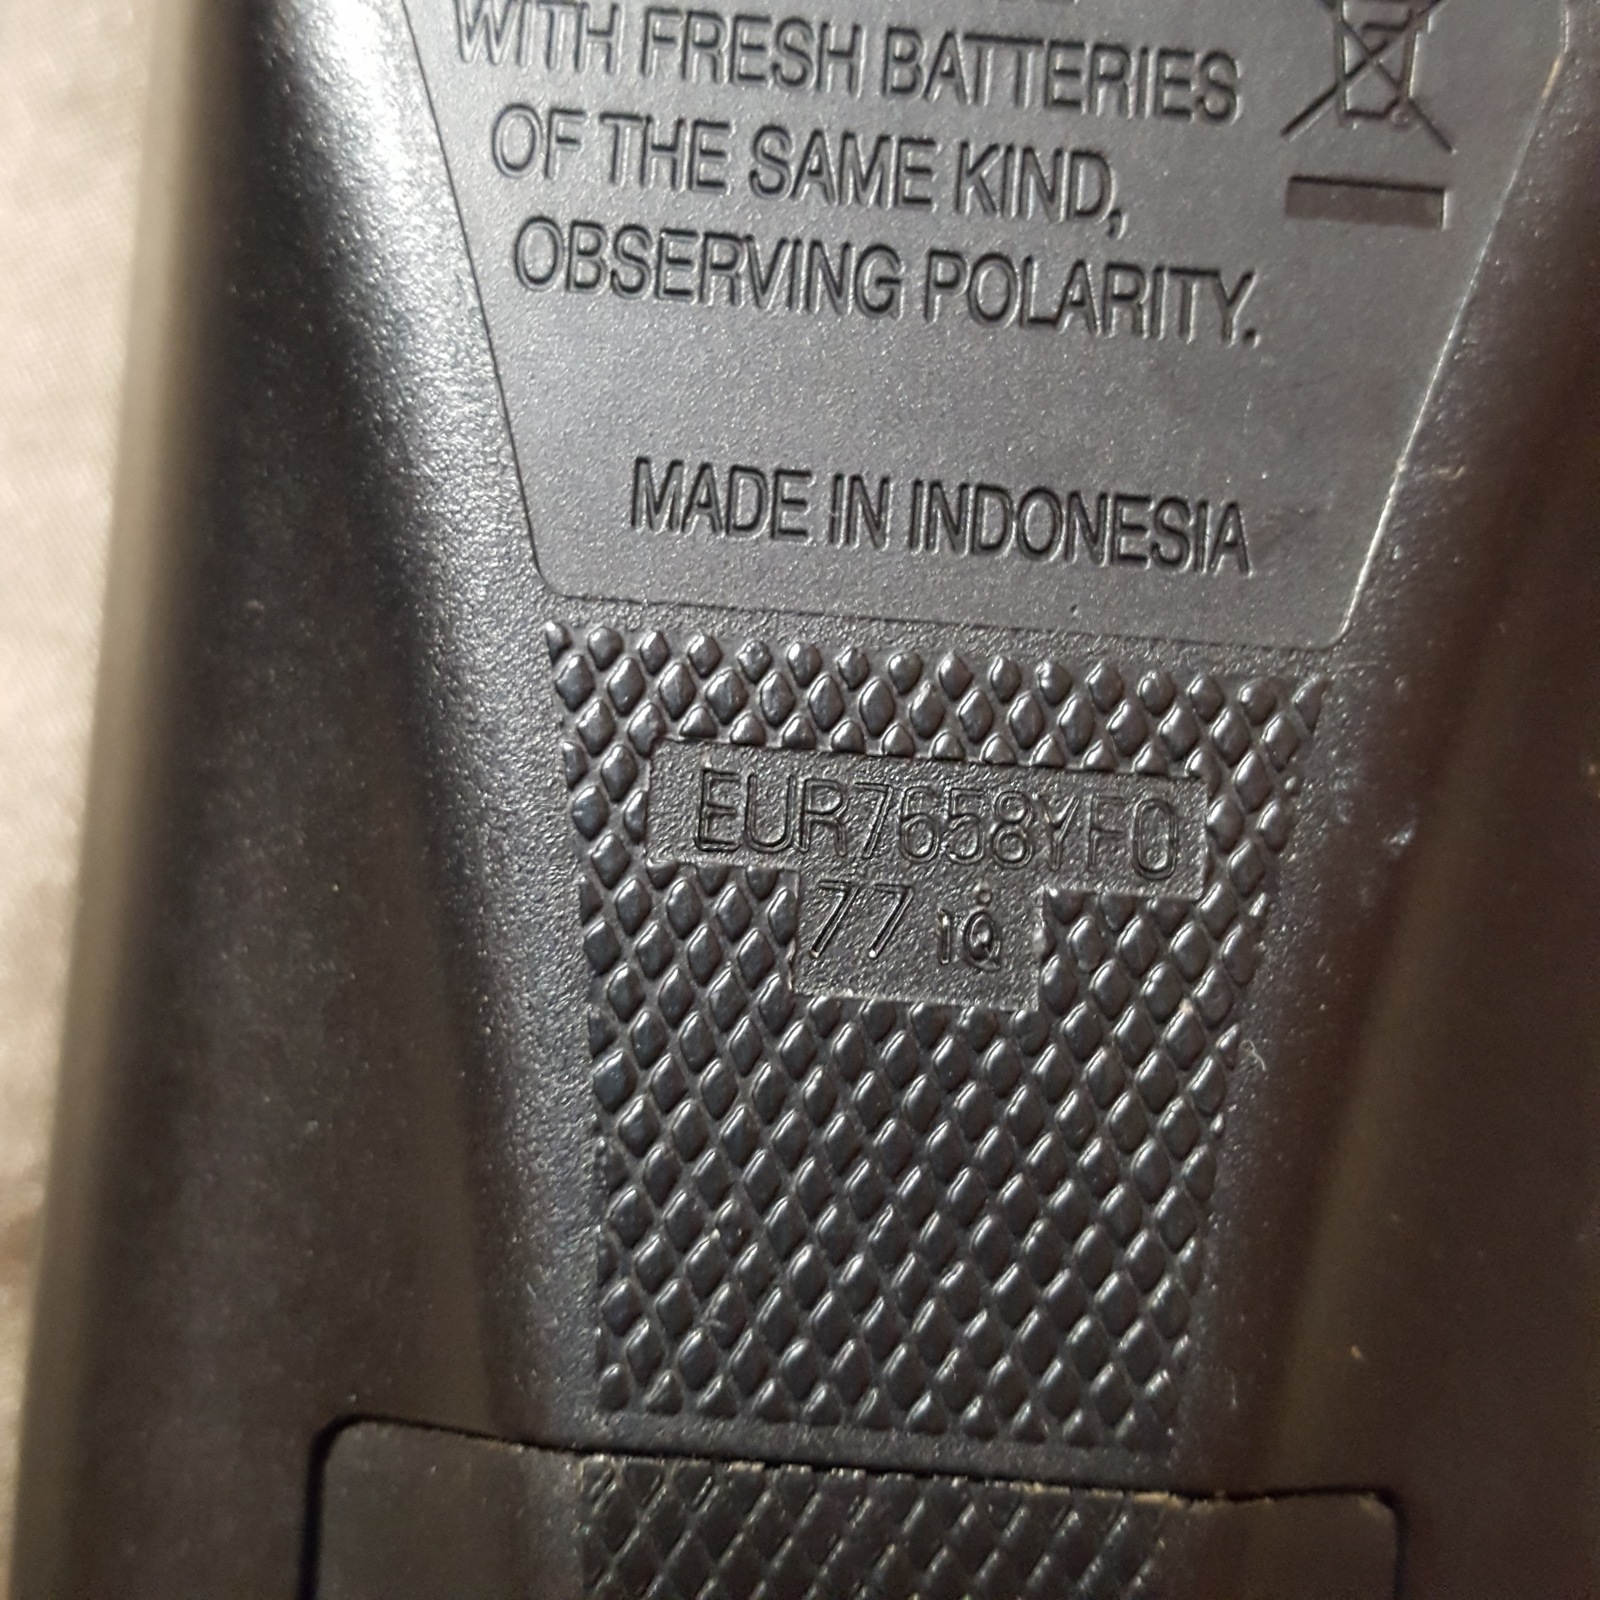 WITH FRESH BATTERIES
OF THE SAME KIND,
OBSERVING POLARITY.
MADE IN INDONESIA
EUR7658YF0
77 1Q